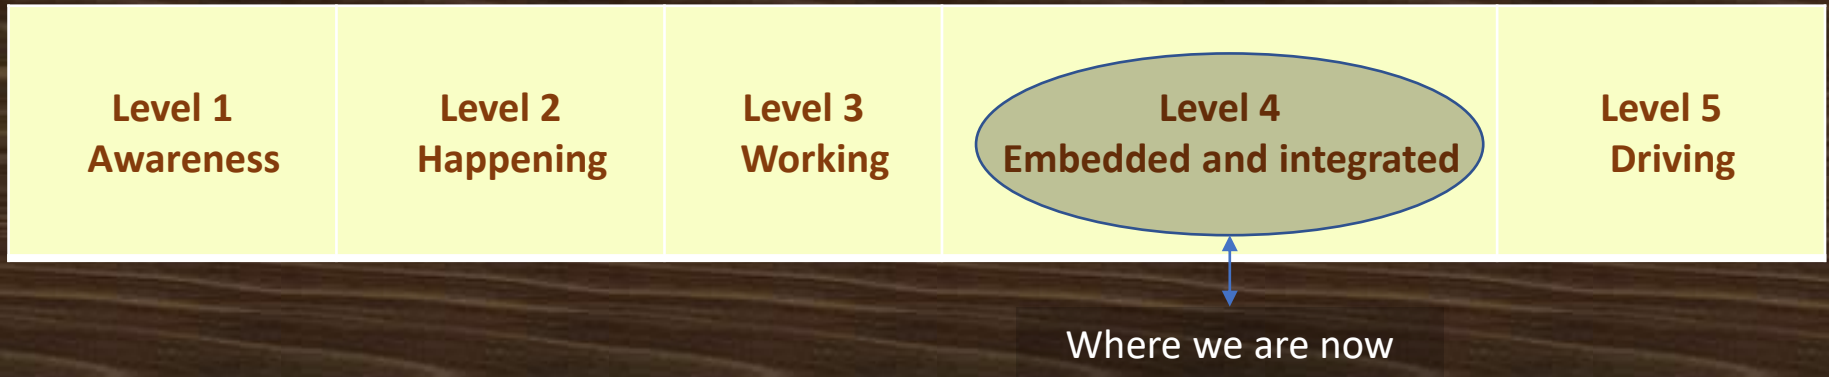 Level 1
Awareness
Level 2
Happening
Level 3
Working
Level 4
Embedded and integrated
Level 5
Driving
Where we are now